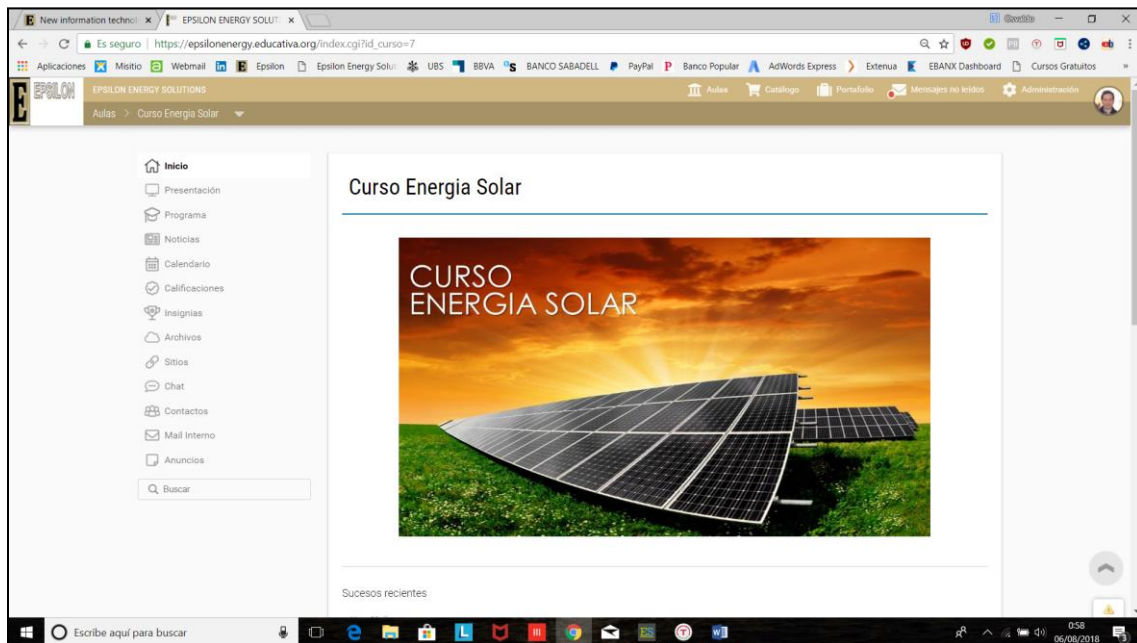 New information technol
EPSILON ENERGY SOLUT
Osvaldo
Es seguro | https://epsilonenergy.educativa.org/index.cgi?id_curso=7
Aplicaciones Misitio Webmail Epsilon Epsilon Energy Solu UBS BBVA BANCO SABADELL PayPal Banco Popular AdWords Express Extenua EBANX Dashboard Cursos Gratuitos
EPSILON
EPSILON ENERGY SOLUTIONS
Aulas Catálogo Portafolio Mensajes no leídos Administración
Aulas > Curso Energia Solar
Inicio
Presentación
Programa
Noticias
Calendario
Calificaciones
Insignias
Archivos
Sitios
Chat
Contactos
Mail Interno
Anuncios
Buscar
Curso Energia Solar
CURSO
ENERGIA SOLAR
Sucesos recientes
Escribe aquí para buscar
0:58
06/08/2018